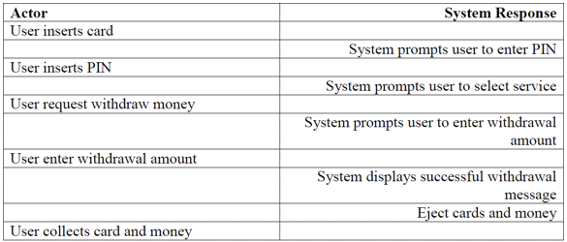 Actor System Response
User inserts card
System prompts user to enter PIN
User inserts PIN
System prompts user to select service
User request withdraw money
System prompts user to enter withdrawal
amount
User enter withdrawal amount
System displays successful withdrawal
message
Eject cards and money
User collects card and money